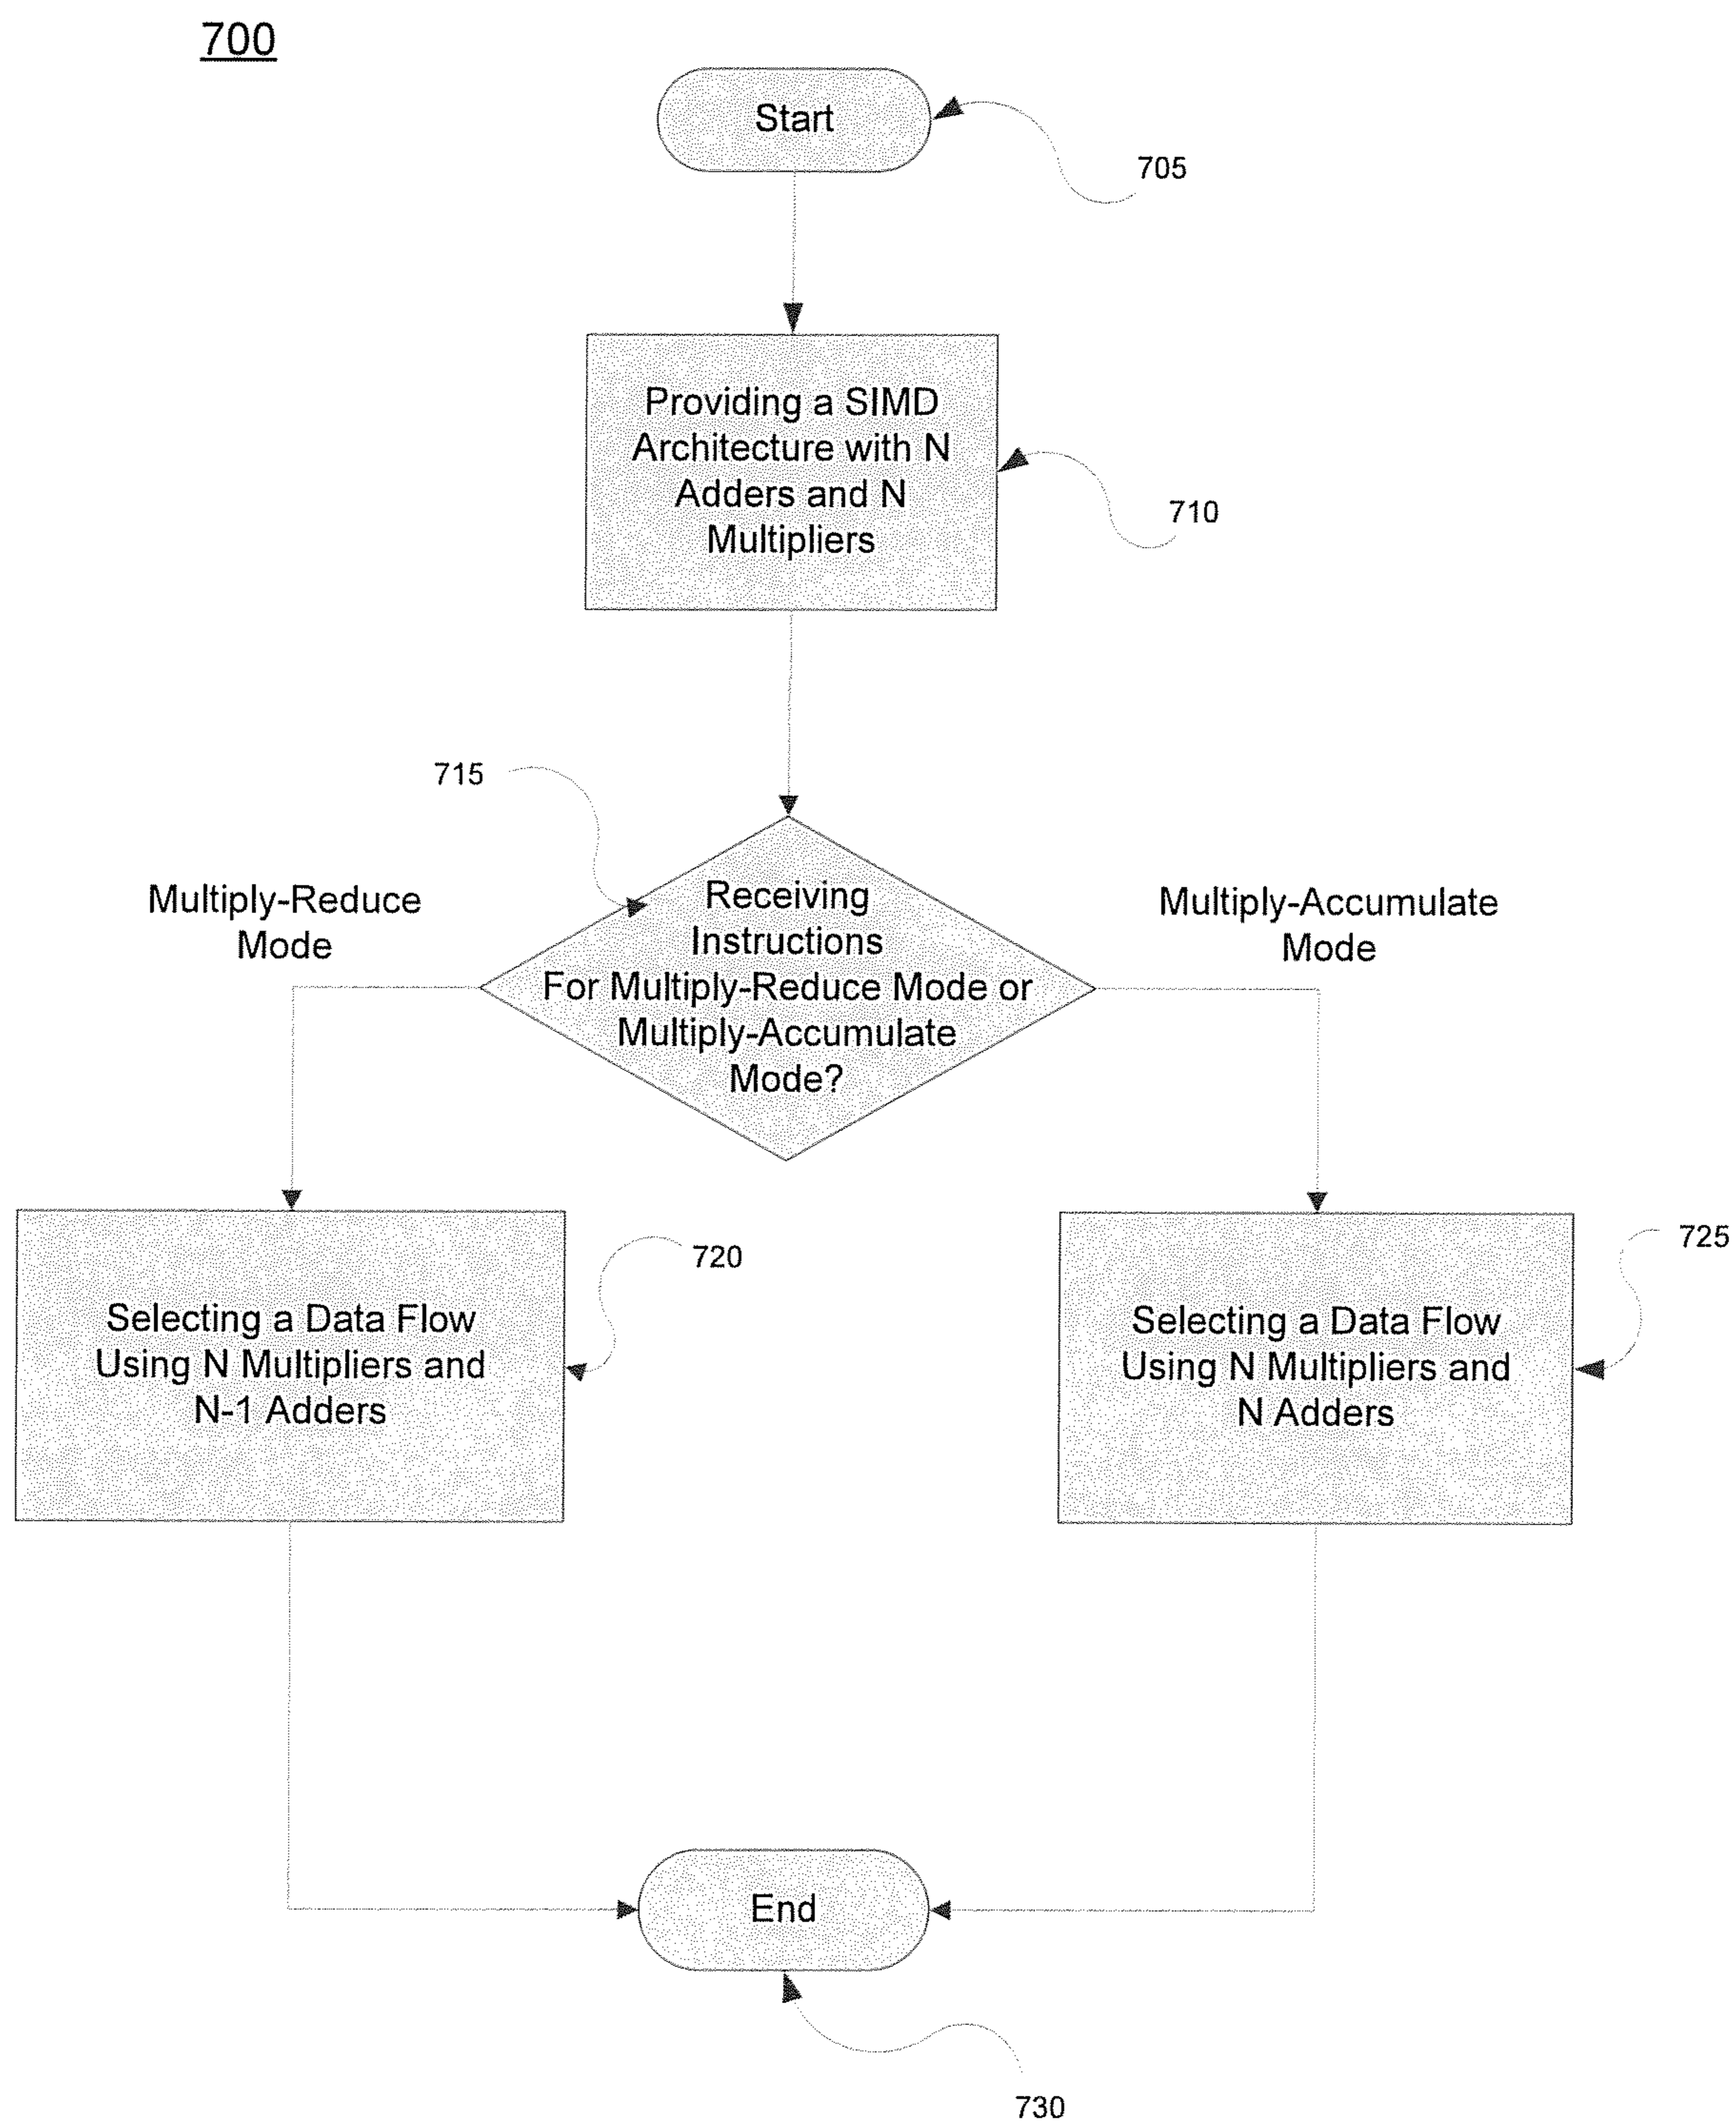 700
Start
705
Providing a SIMD
Architecture with N
Adders and N
Multipliers
710
715
Multiply-Reduce
Mode
Receiving
Instructions
For Multiply-Reduce Mode or
Multiply-Accumulate
Mode?
Multiply-Accumulate
Mode
Selecting a Data Flow
Using N Multipliers and
N-1 Adders
720
Selecting a Data Flow
Using N Multipliers and
N Adders
725
End
730